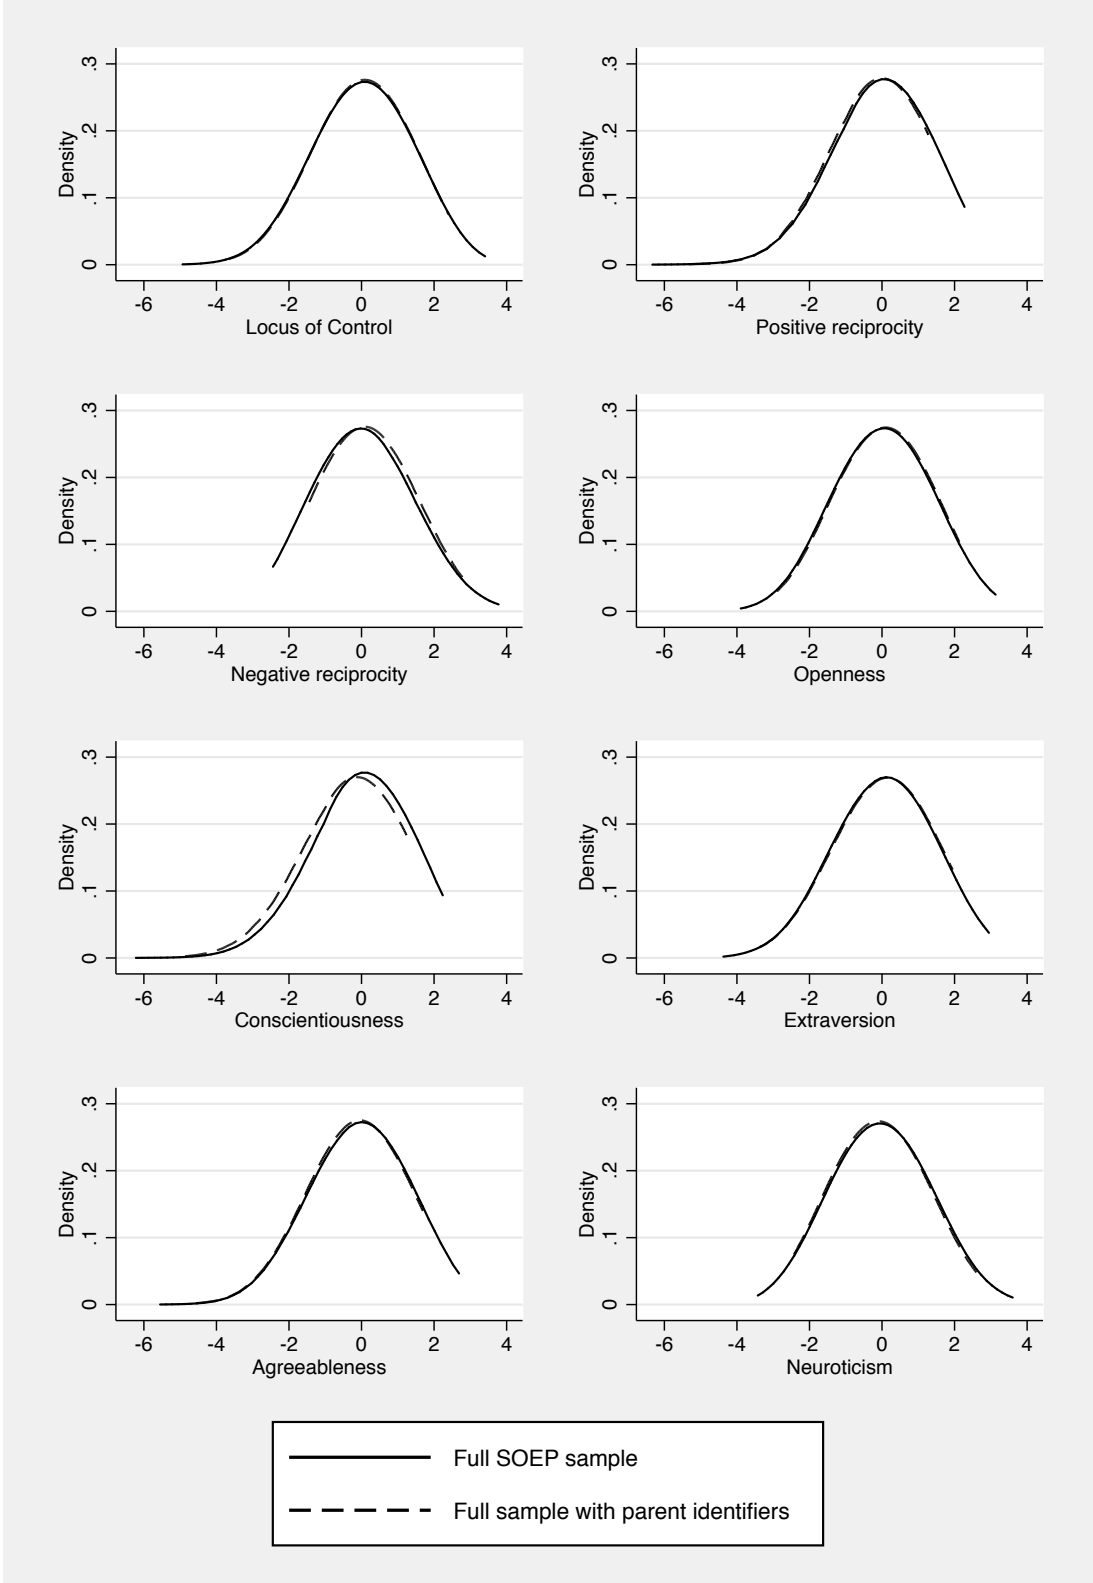 Density
0 .1 .2 .3
-6 -4 -2 0 2 4
Locus of Control
Density
0 .1 .2 .3
-6 -4 -2 0 2 4
Positive reciprocity
Density
0 .1 .2 .3
-6 -4 -2 0 2 4
Negative reciprocity
Density
0 .1 .2 .3
-6 -4 -2 0 2 4
Openness
Density
0 .1 .2 .3
-6 -4 -2 0 2 4
Conscientiousness
Density
0 .1 .2 .3
-6 -4 -2 0 2 4
Extraversion
Density
0 .1 .2 .3
-6 -4 -2 0 2 4
Agreeableness
Density
0 .1 .2 .3
-6 -4 -2 0 2 4
Neuroticism
Full SOEP sample
Full sample with parent identifiers